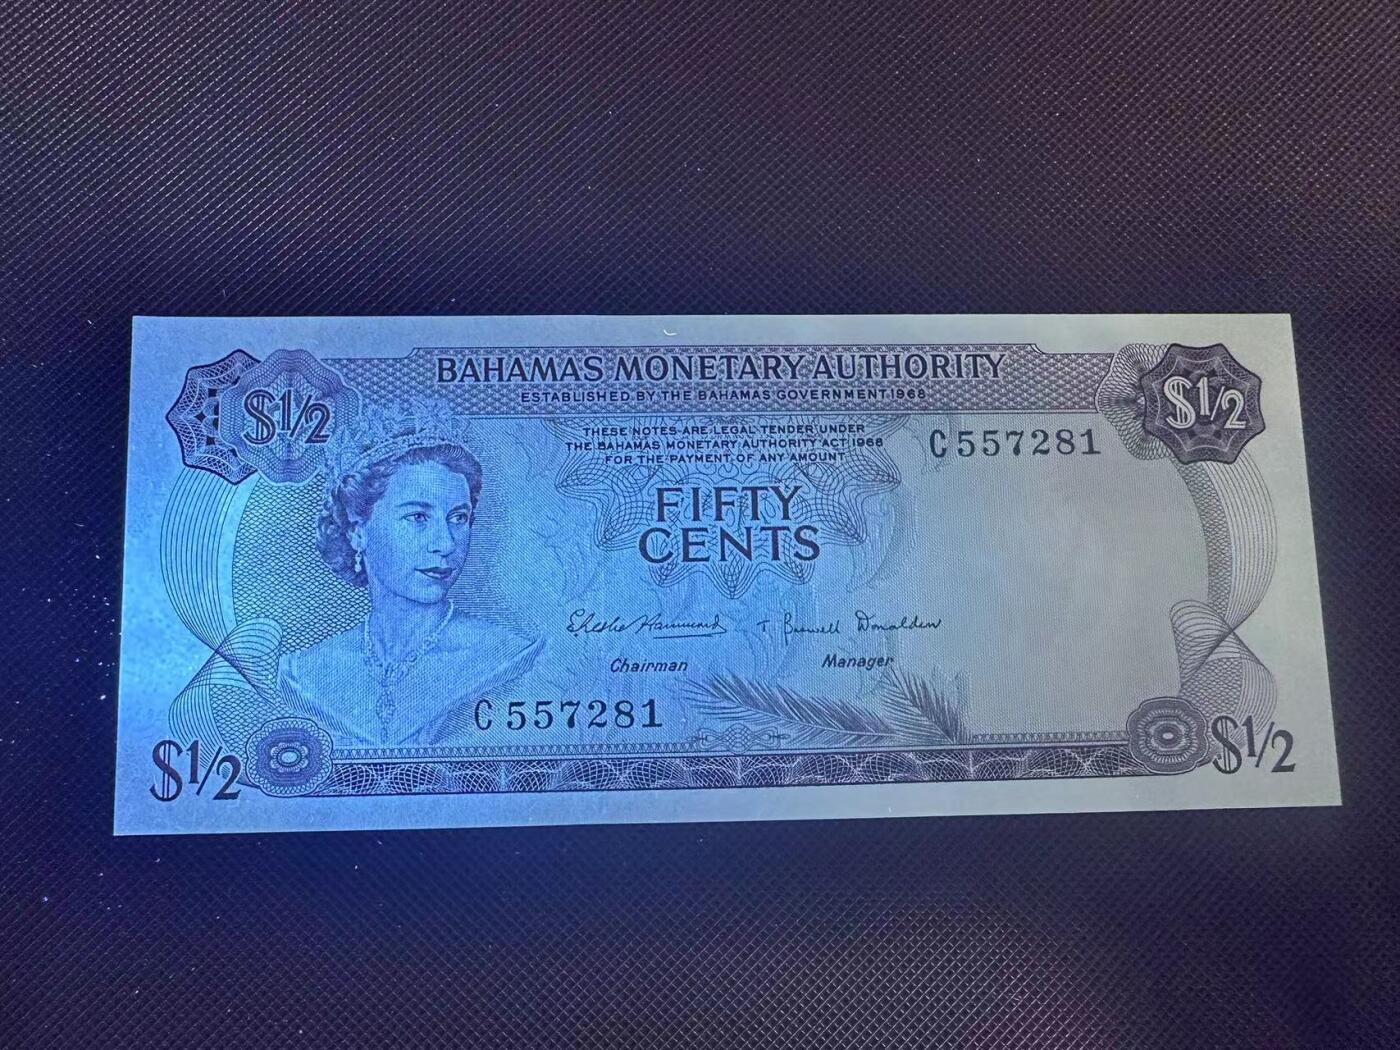 BAHAMAS MONETARY AUTHORITY
ESTABLISHED BY THE BAHAMAS GOVERNMENT 1968
$1/2
$1/2
THESE NOTES ARE LEGAL TENDER UNDER
THE BAHAMAS MONETARY AUTHORITY ACT 1968
FOR THE PAYMENT OF ANY AMOUNT
C 557281
FIFTY
CENTS
T. Baswell Donaldson
Chairman
Manager
C 557281
$1/2
$1/2